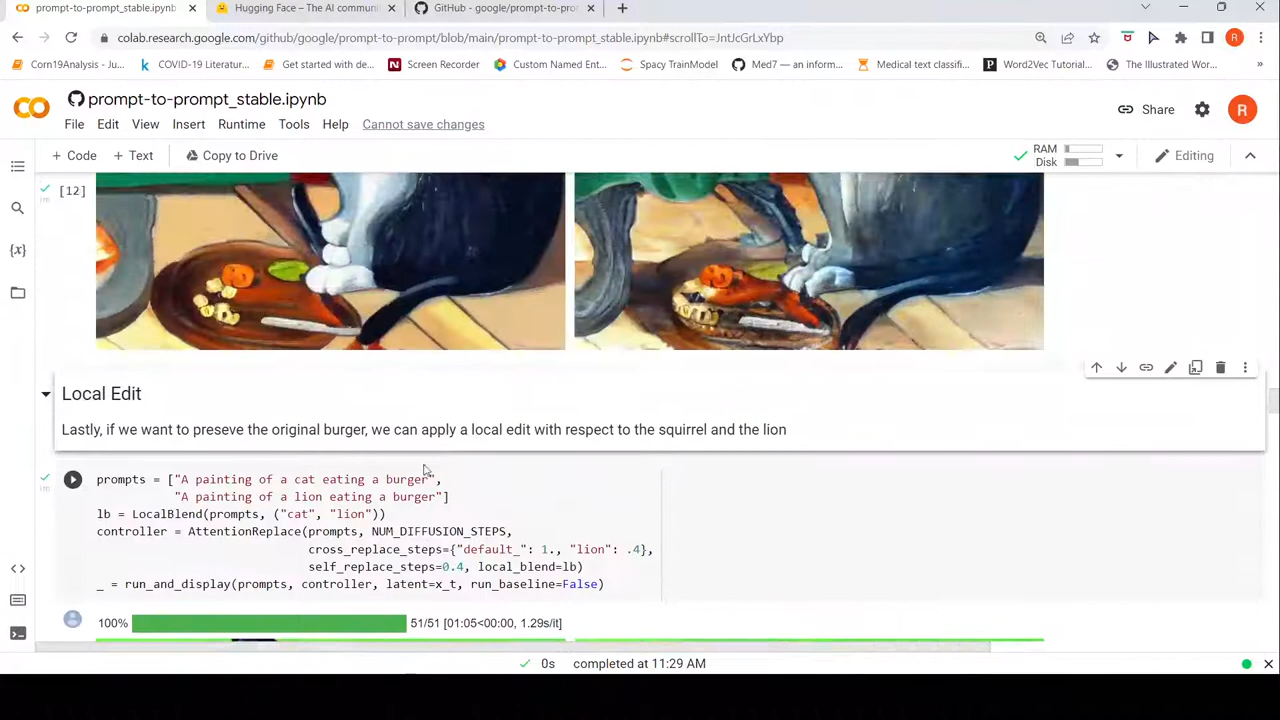 prompt-to-prompt_stable.ipynb
Hugging Face – The AI communi
GitHub - google/prompt-to-pro
colab.research.google.com/github/google/prompt-to-prompt/blob/main/prompt-to-prompt_stable.ipynb#scrollTo=JntJcGrLxYbp
R
Corn19Analysis - Ju...
COVID-19 Literatur...
Get started with de...
Screen Recorder
Custom Named Ent...
Spacy TrainModel
Med7 — an inform...
Medical text classifi...
Word2Vec Tutorial...
The Illustrated Wor...
»
prompt-to-prompt_stable.ipynb
Share
R
File Edit View Insert Runtime Tools Help Cannot save changes
+ Code + Text Copy to Drive
RAM
Disk
Editing
[12]
1m
Local Edit
Lastly, if we want to preseve the original burger, we can apply a local edit with respect to the squirrel and the lion
prompts = ["A painting of a cat eating a burger",
"A painting of a lion eating a burger"]
lb = LocalBlend(prompts, ("cat", "lion"))
controller = AttentionReplace(prompts, NUM_DIFFUSION_STEPS,
cross_replace_steps={"default_": 1., "lion": .4},
self_replace_steps=0.4, local_blend=lb)
_ = run_and_display(prompts, controller, latent=x_t, run_baseline=False)
1m
100% 51/51 [01:05<00:00, 1.29s/it]
0s completed at 11:29 AM